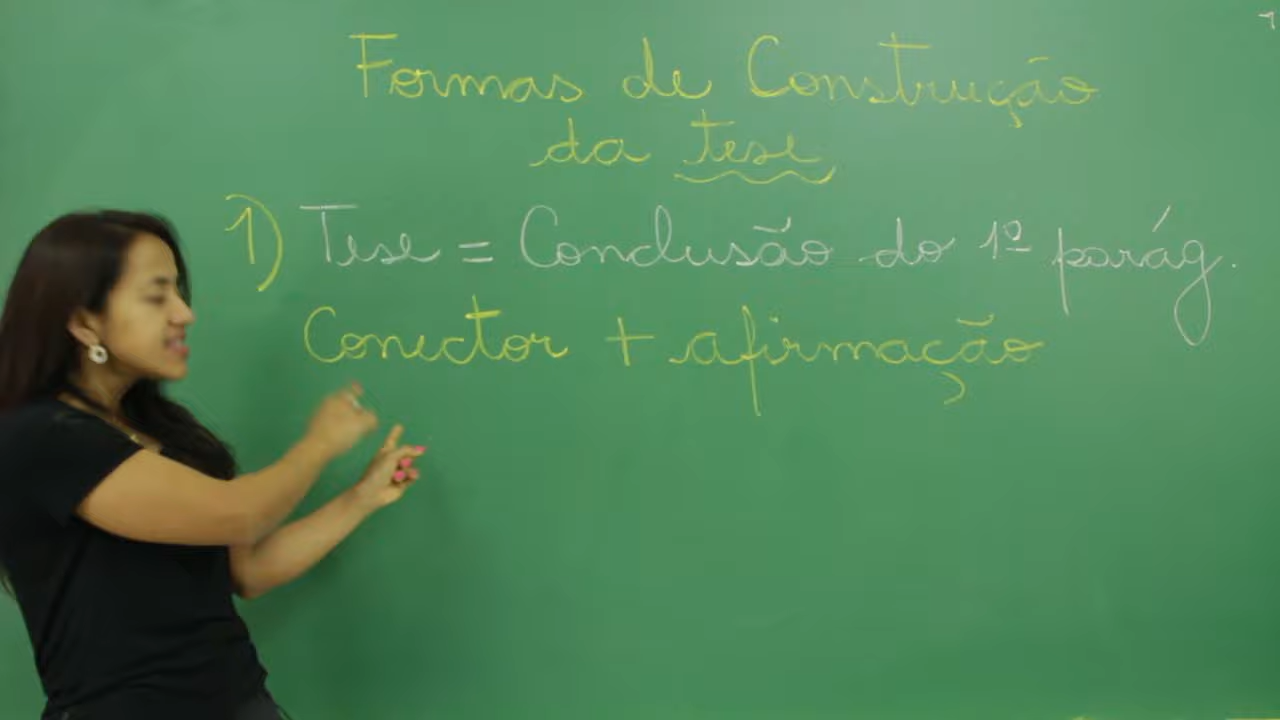 Formas de Construção
da tese
1) Tese = Conclusão do 1º parág.
Conector + afirmação